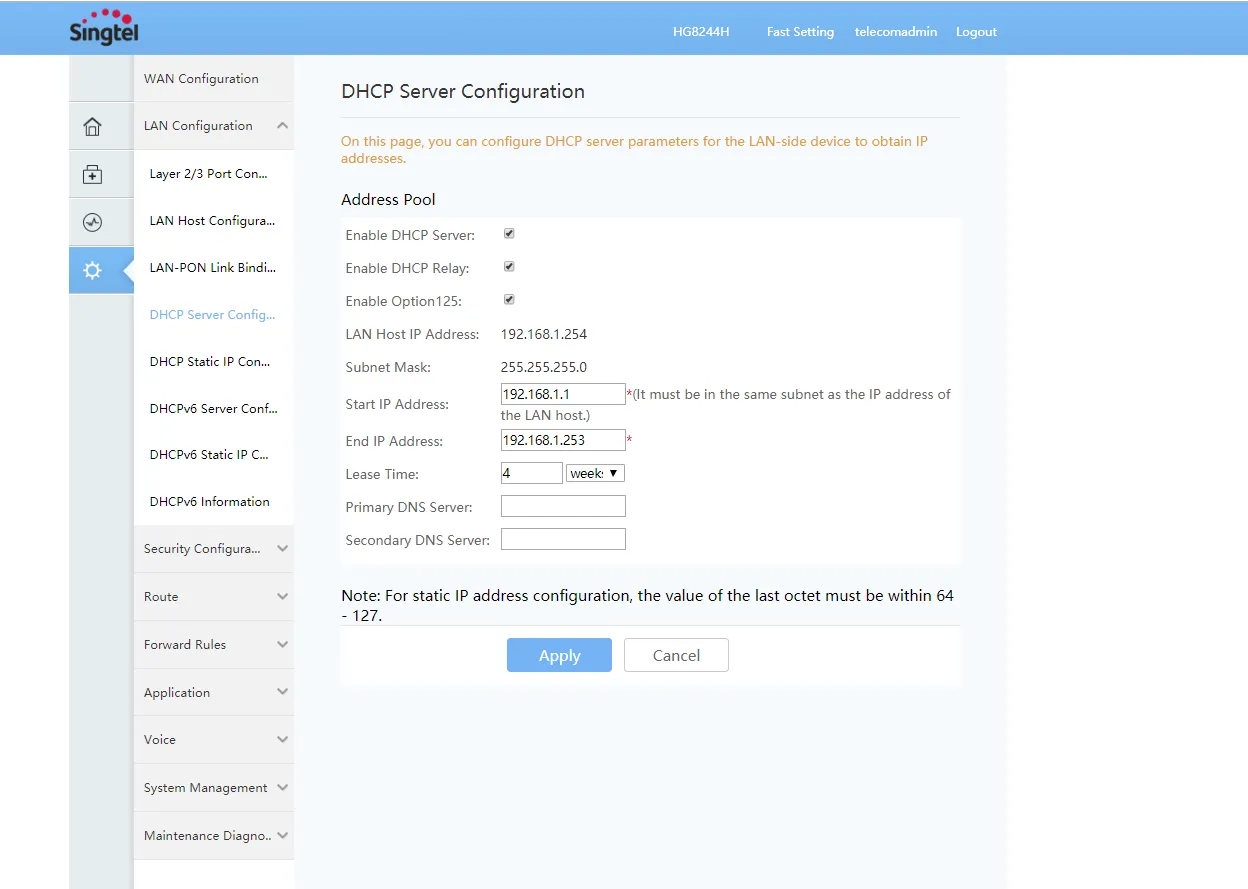 Singtel
HG8244H
Fast Setting
telecomadmin
Logout
WAN Configuration
LAN Configuration
Layer 2/3 Port Con...
LAN Host Configura...
LAN-PON Link Bindi...
DHCP Server Config...
DHCP Static IP Con...
DHCPv6 Server Conf...
DHCPv6 Static IP C...
DHCPv6 Information
Security Configura...
Route
Forward Rules
Application
Voice
System Management
Maintenance Diagno..
DHCP Server Configuration
On this page, you can configure DHCP server parameters for the LAN-side device to obtain IP
addresses.
Address Pool
Enable DHCP Server:
Enable DHCP Relay:
Enable Option125:
LAN Host IP Address: 192.168.1.254
Subnet Mask: 255.255.255.0
Start IP Address: 192.168.1.1 *(It must be in the same subnet as the IP address of
the LAN host.)
End IP Address: 192.168.1.253 *
Lease Time: 4 week:
Primary DNS Server:
Secondary DNS Server:
Note: For static IP address configuration, the value of the last octet must be within 64
- 127.
Apply
Cancel